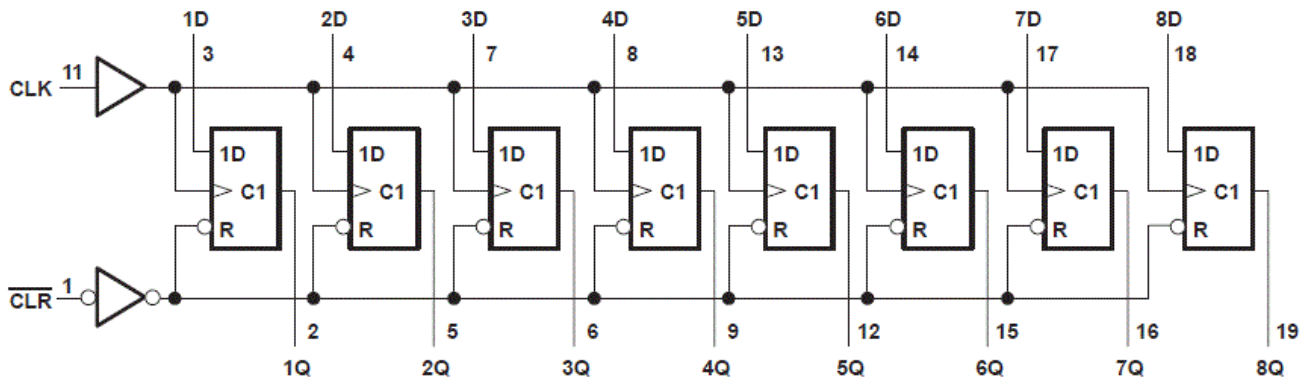 1D 2D 3D 4D 5D 6D 7D 8D
3 4 7 8 13 14 17 18
11
CLK
1D 1D 1D 1D 1D 1D 1D 1D
C1 C1 C1 C1 C1 C1 C1 C1
R R R R R R R R
1
CLR
2 5 6 9 12 15 16 19
1Q 2Q 3Q 4Q 5Q 6Q 7Q 8Q